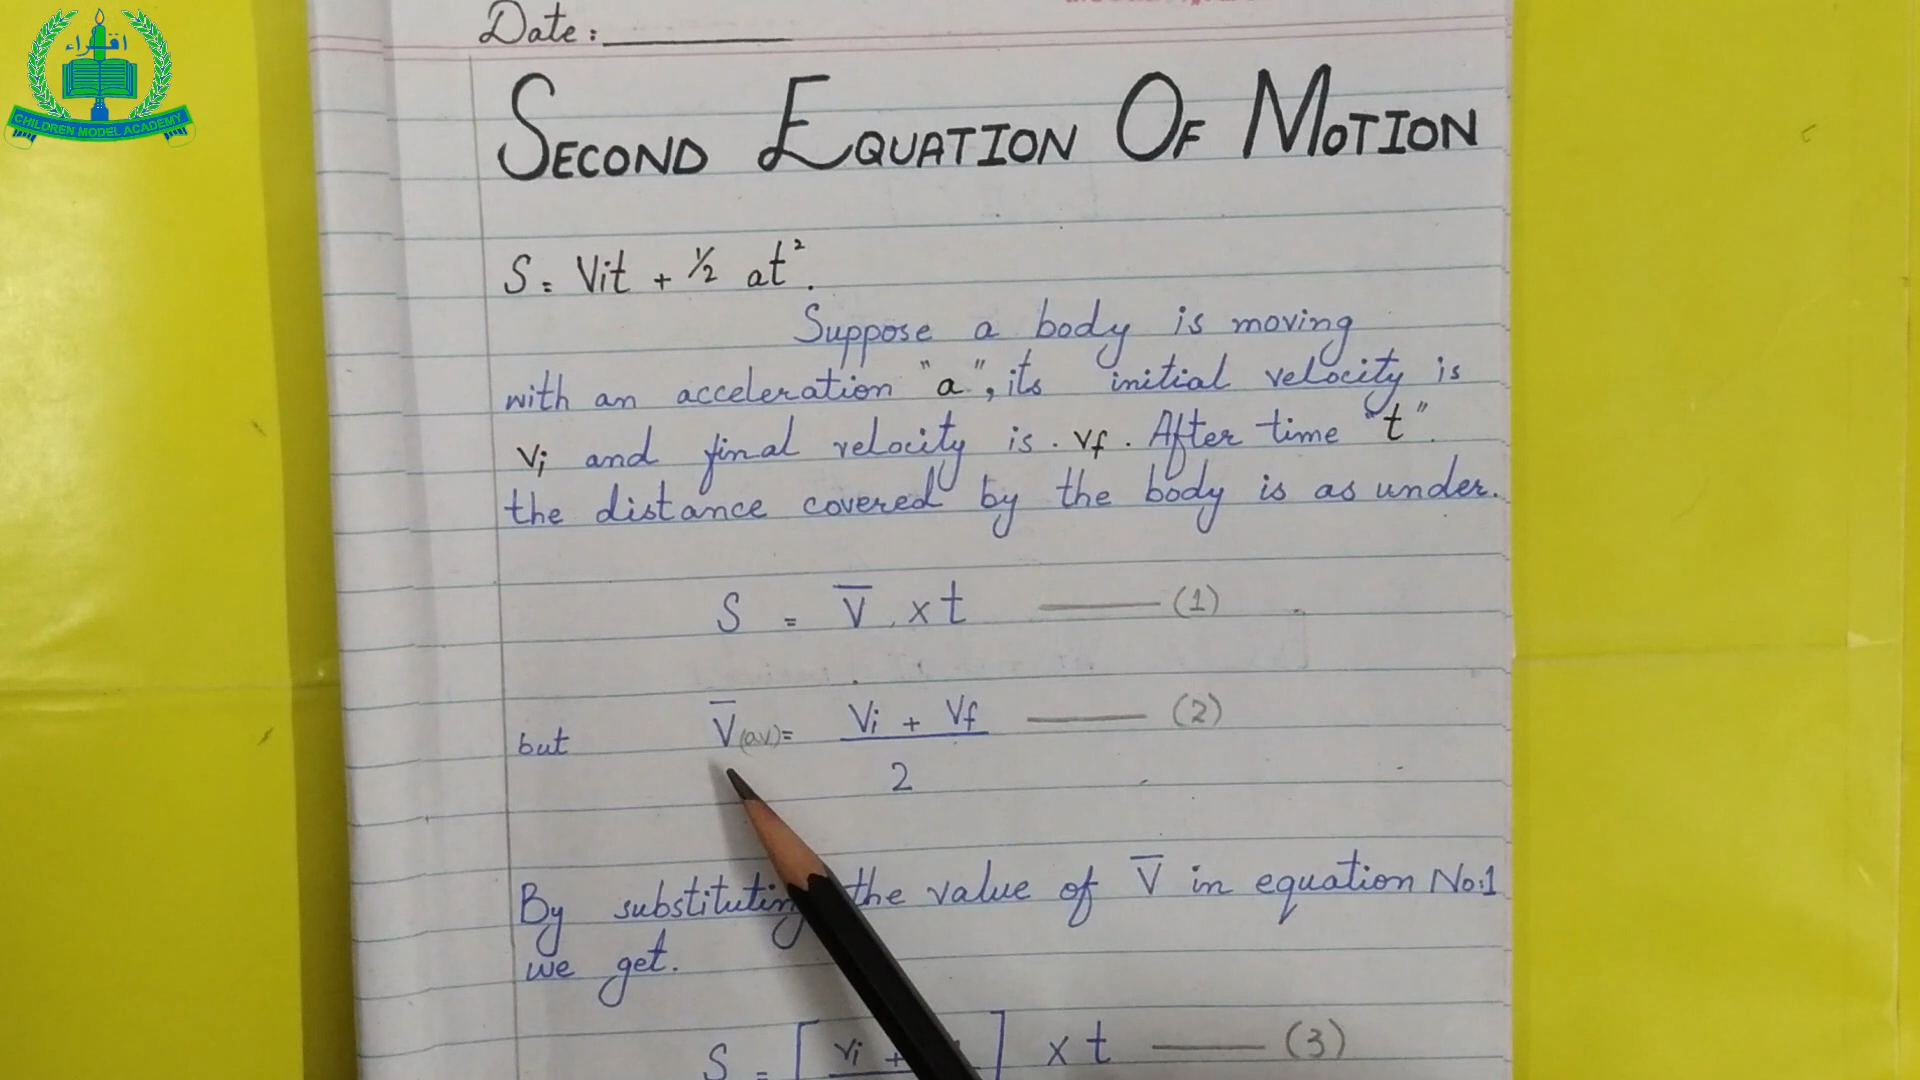 اقراء
CHILDREN MODEL ACADEMY
Date:
SECOND EQUATION OF MOTION
S = Vit + 1/2 at².
Suppose a body is moving
with an acceleration "a", its initial velocity is
Vi and final velocity is . Vf . After time "t"
the distance covered by the body is as under.
S = V̅ x t (1)
but V̅(av) = Vi + Vf / 2 (2)
By substituting the value of V̅ in equation No:1
we get.
S = [ Vi + ] x t (3)